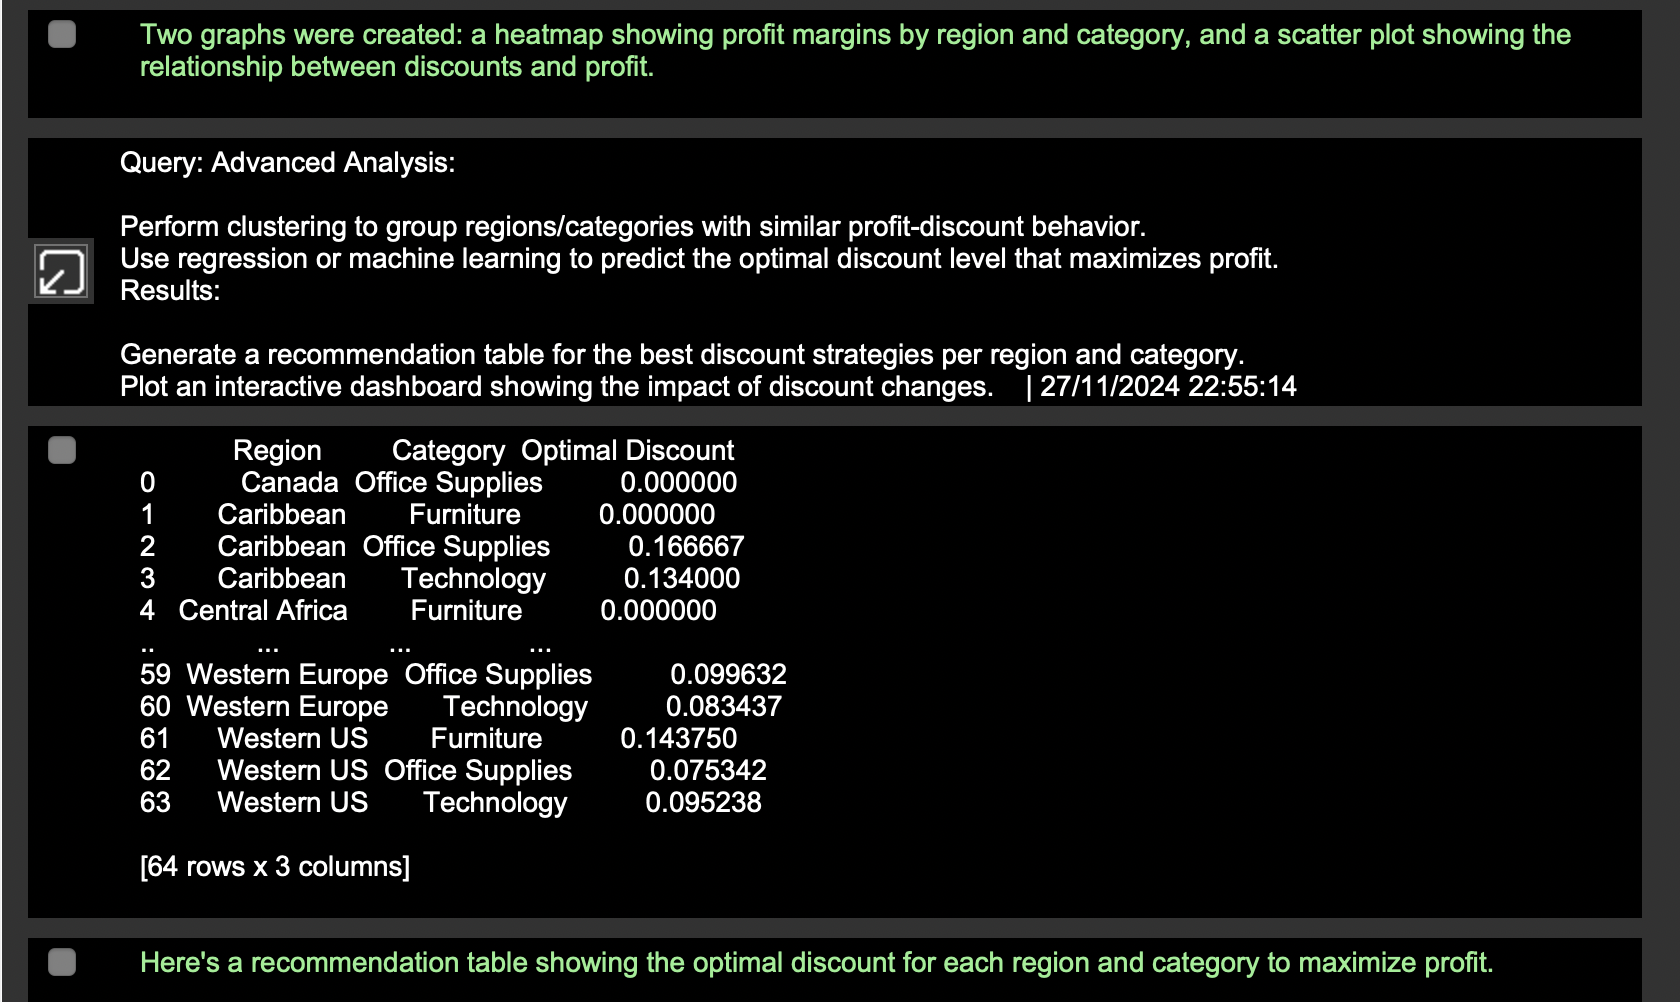 Two graphs were created: a heatmap showing profit margins by region and category, and a scatter plot showing the
relationship between discounts and profit.
Query: Advanced Analysis:
Perform clustering to group regions/categories with similar profit-discount behavior.
Use regression or machine learning to predict the optimal discount level that maximizes profit.
Results:
Generate a recommendation table for the best discount strategies per region and category.
Plot an interactive dashboard showing the impact of discount changes. | 27/11/2024 22:55:14
Region Category Optimal Discount
0 Canada Office Supplies 0.000000
1 Caribbean Furniture 0.000000
2 Caribbean Office Supplies 0.166667
3 Caribbean Technology 0.134000
4 Central Africa Furniture 0.000000
.. ... ... ...
59 Western Europe Office Supplies 0.099632
60 Western Europe Technology 0.083437
61 Western US Furniture 0.143750
62 Western US Office Supplies 0.075342
63 Western US Technology 0.095238
[64 rows x 3 columns]
Here's a recommendation table showing the optimal discount for each region and category to maximize profit.